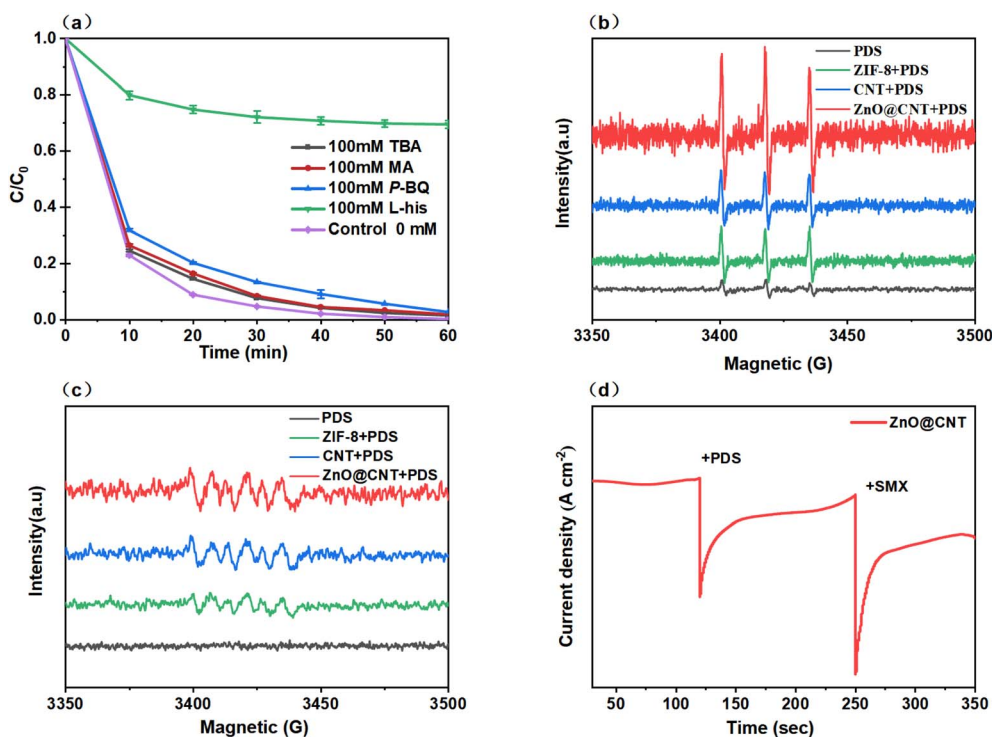 (a)
C/C0
1.0
0.8
0.6
0.4
0.2
0.0
100mM TBA
100mM MA
100mM P-BQ
100mM L-his
Control 0 mM
0 10 20 30 40 50 60
Time (min)
(b)
Intensity(a.u)
PDS
ZIF-8+PDS
CNT+PDS
ZnO@CNT+PDS
3350 3400 3450 3500
Magnetic (G)
(c)
Intensity(a.u)
PDS
ZIF-8+PDS
CNT+PDS
ZnO@CNT+PDS
3350 3400 3450 3500
Magnetic (G)
(d)
Current density (A cm-2)
ZnO@CNT
+PDS
+SMX
50 100 150 200 250 300 350
Time (sec)